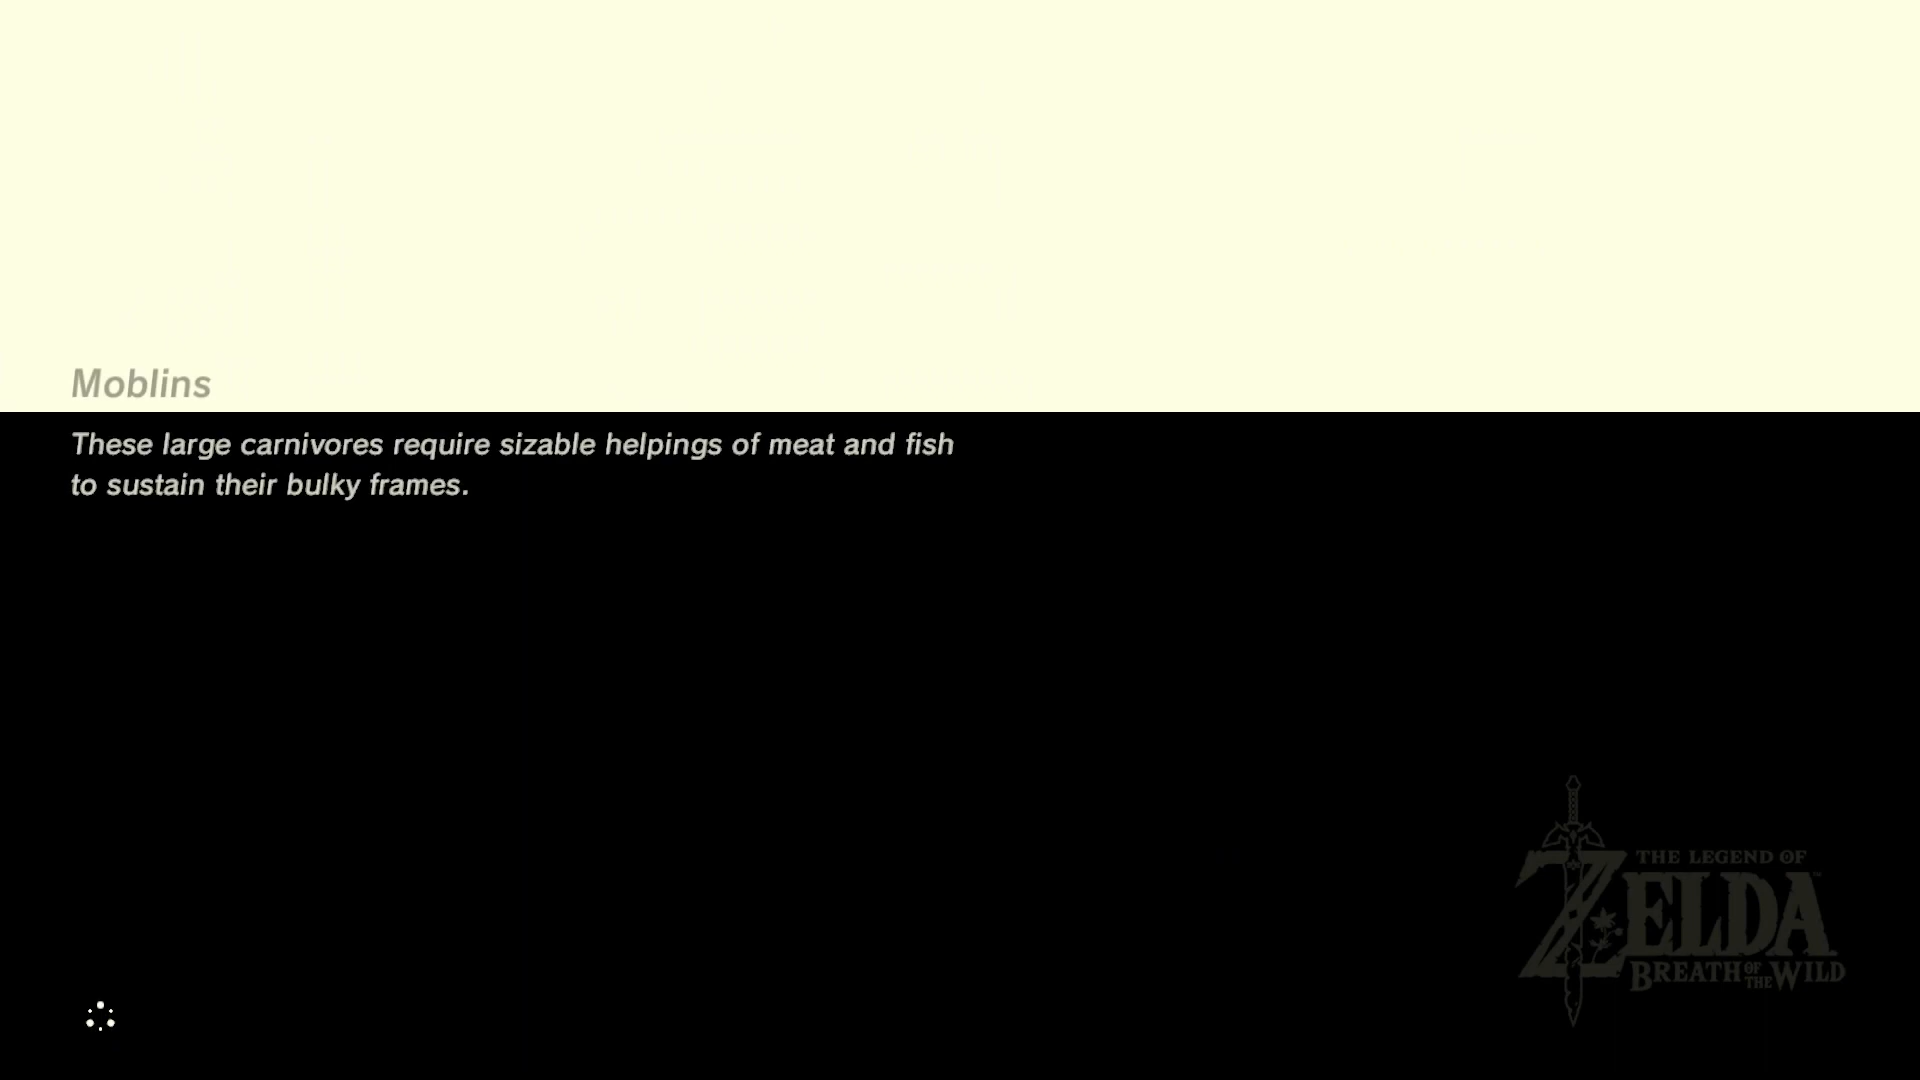 Moblins
These large carnivores require sizable helpings of meat and fish
to sustain their bulky frames.
THE LEGEND OF
ZELDA
BREATH OF THE WILD